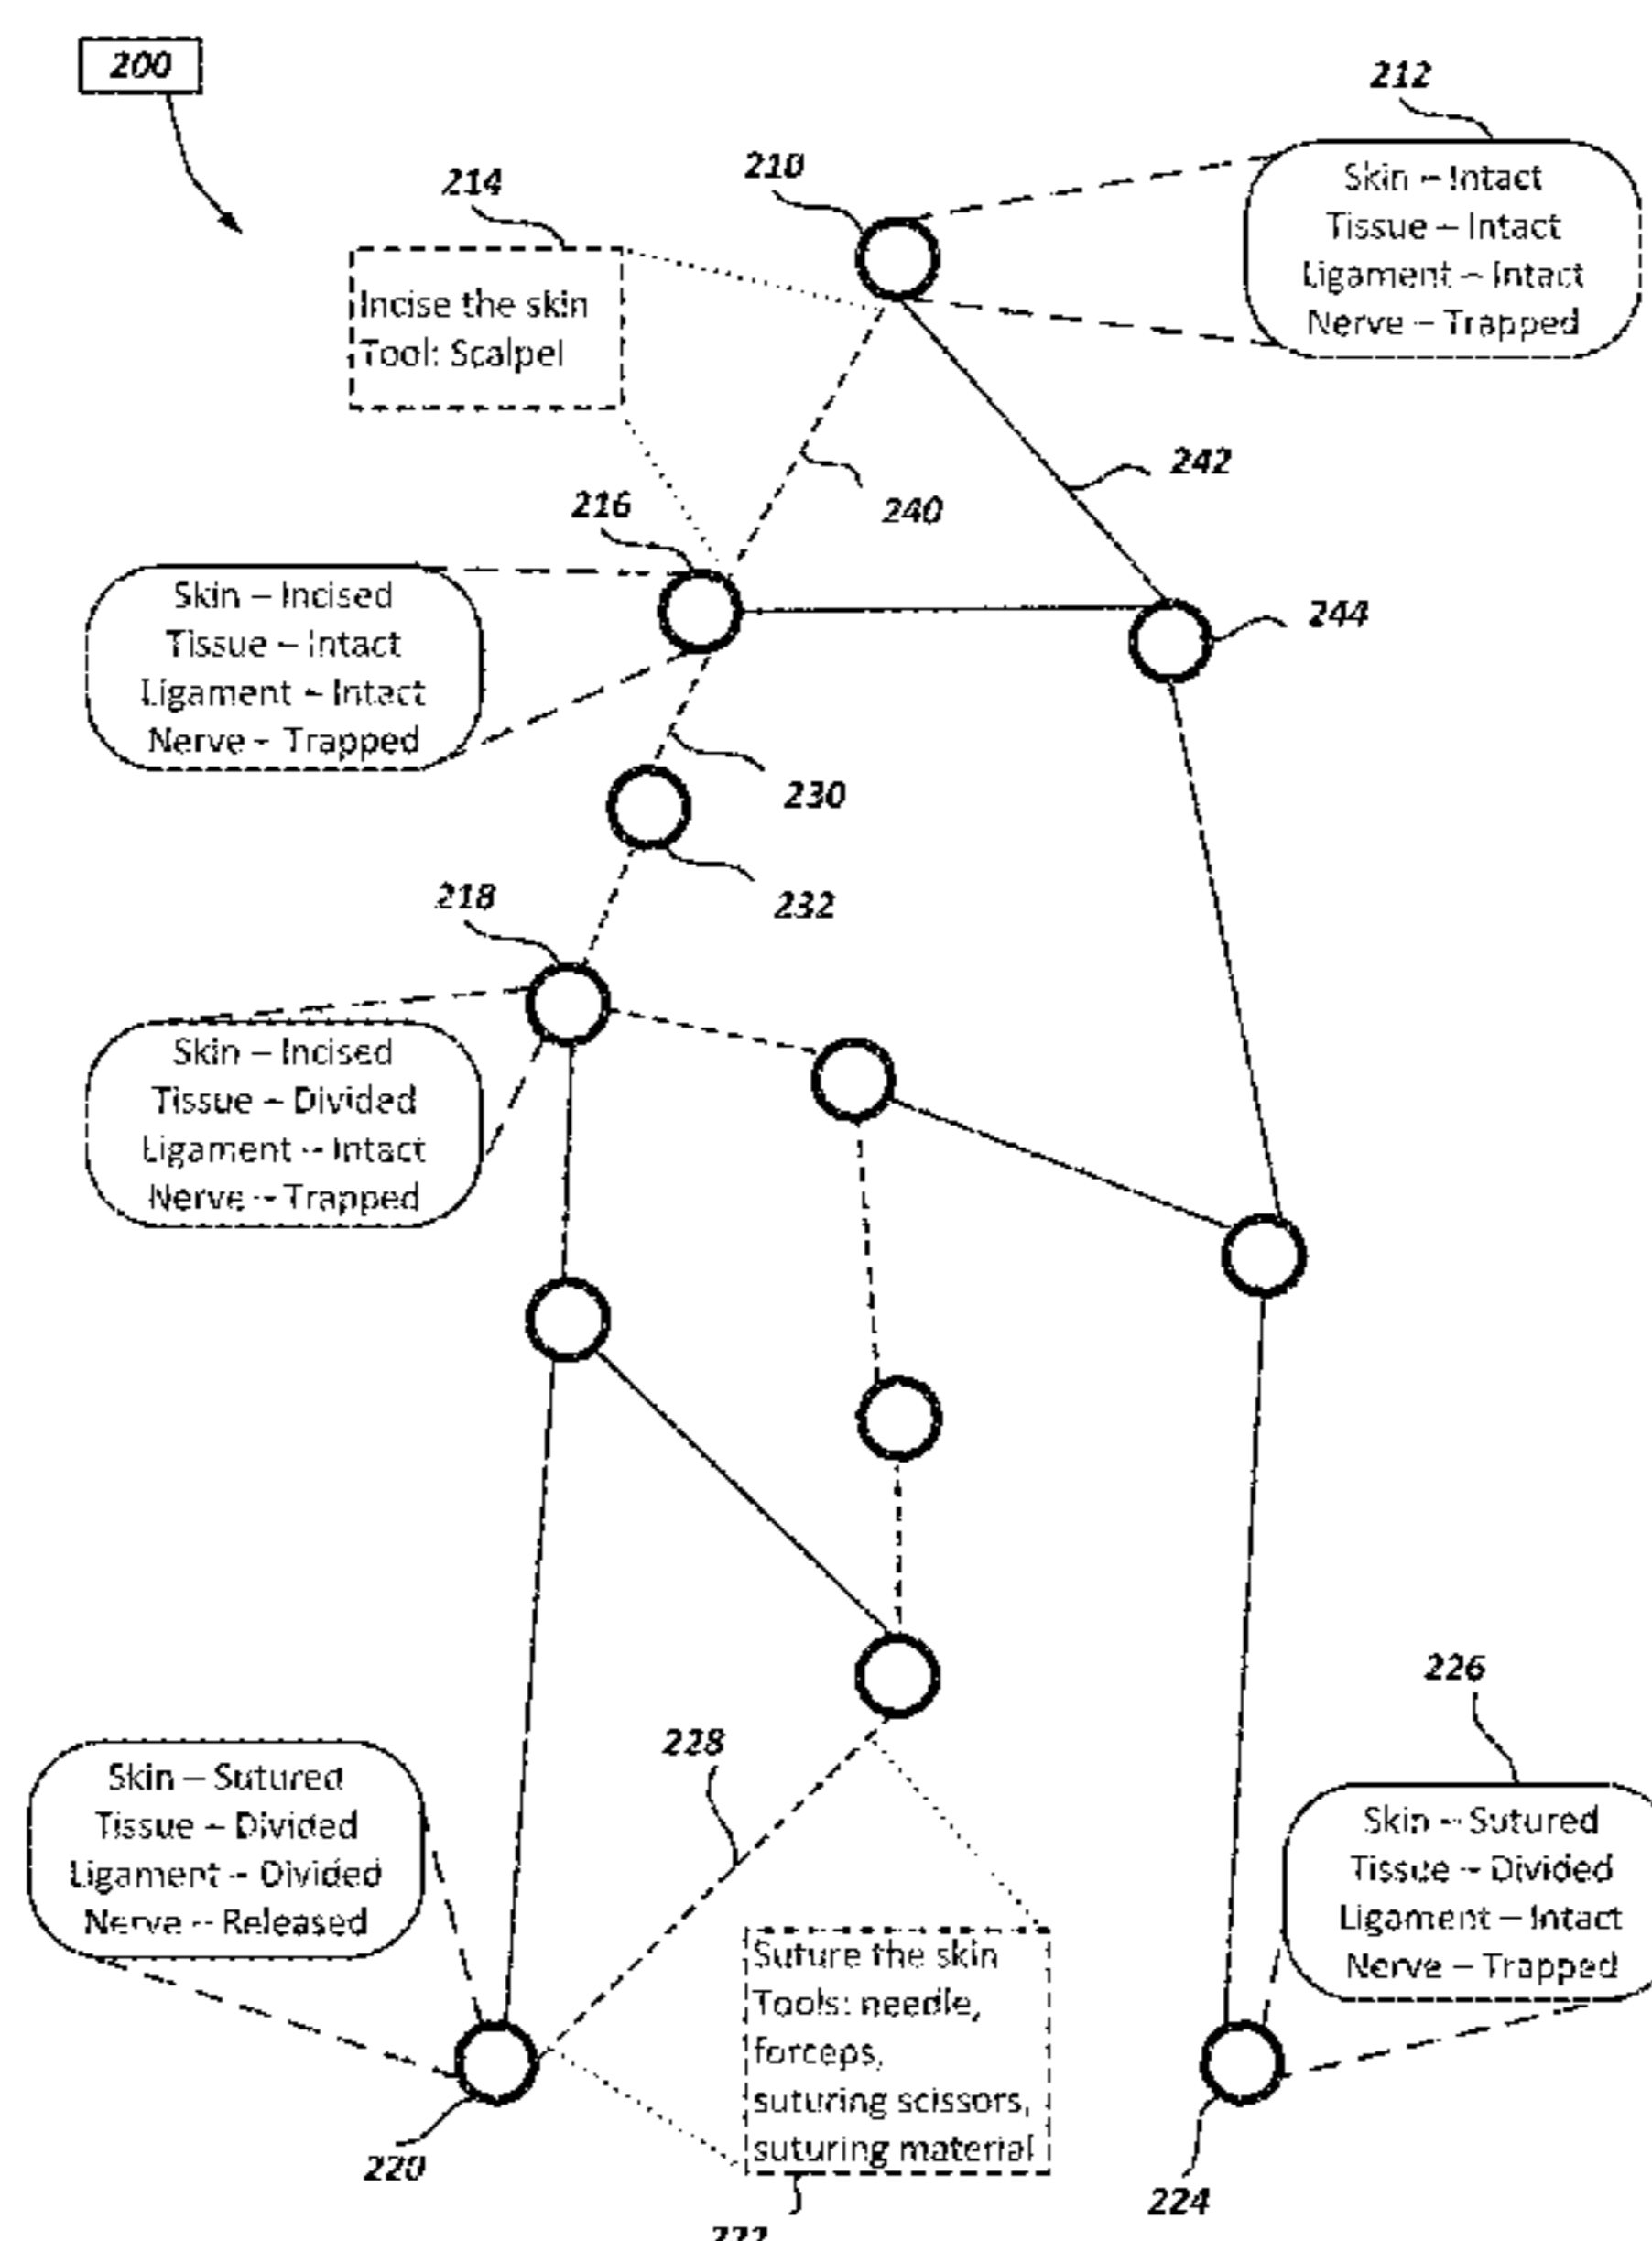 200
212
210
214
Skin – Intact
Tissue – Intact
Ligament – Intact
Nerve – Trapped
Incise the skin
Tool: Scalpel
242
216
240
244
Skin – Incised
Tissue – Intact
Ligament – Intact
Nerve – Trapped
230
218
232
Skin – Incised
Tissue – Divided
Ligament – Intact
Nerve – Trapped
226
228
Skin – Sutured
Tissue – Divided
Ligament – Divided
Nerve – Released
Skin – Sutured
Tissue – Divided
Ligament – Intact
Nerve – Trapped
Suture the skin
Tools: needle,
forceps,
suturing scissors,
suturing material
220
224
222